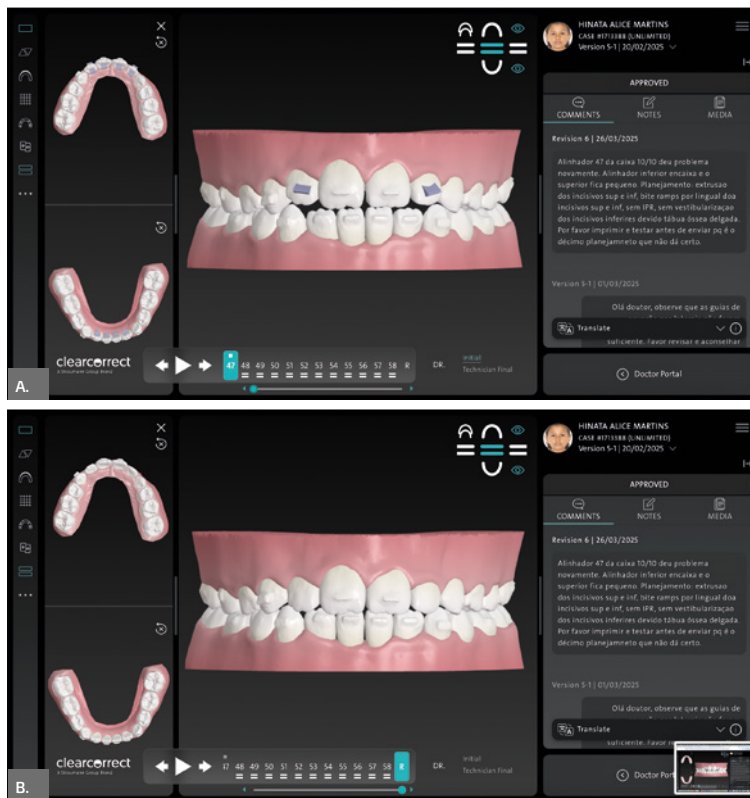 HINATA ALICE MARTINS
CASE #1713388 (UNLIMITED)
Version 5-1 | 20/02/2025
APPROVED
COMMENTS
NOTES
MEDIA
Revision 6 | 26/03/2025
Alinhador 47 da caixa 10/10 deu problema
novamente. Alinhador inferior encaixa e o
superior fica pequeno. Planejamento: extrusao
dos incisivos sup e inf, bite ramps por lingual doa
incisivos sup e inf, sem IPR, sem vestibularizaçao
dos incisivos inferires devido tábua óssea delgada.
Por favor imprimir e testar antes de enviar pq é o
décimo planejamneto que não dá certo.
Version 5-1 | 01/03/2025
Olá doutor, observe que as guias de
Translate
suficiente. Favor revisar e aconselhar
Doctor Portal
clearcorrect
A Straumann Group Brand
47 48 49 50 51 52 53 54 55 56 57 58 R
DR.
Initial
Technician Final
A.
HINATA ALICE MARTINS
CASE #1713388 (UNLIMITED)
Version 5-1 | 20/02/2025
APPROVED
COMMENTS
NOTES
MEDIA
Revision 6 | 26/03/2025
Alinhador 47 da caixa 10/10 deu problema
novamente. Alinhador inferior encaixa e o
superior fica pequeno. Planejamento: extrusao
dos incisivos sup e inf, bite ramps por lingual doa
incisivos sup e inf, sem IPR, sem vestibularizaçao
dos incisivos inferires devido tábua óssea delgada.
Por favor imprimir e testar antes de enviar pq é o
décimo planejamneto que não dá certo.
Version 5-1 | 01/03/2025
Olá doutor, observe que as guias de
Translate
suficiente. Favor
Doctor
clearcorrect
A Straumann Group Brand
48 49 50 51 52 53 54 55 56 57 58 R
DR.
Initial
Technician Final
B.